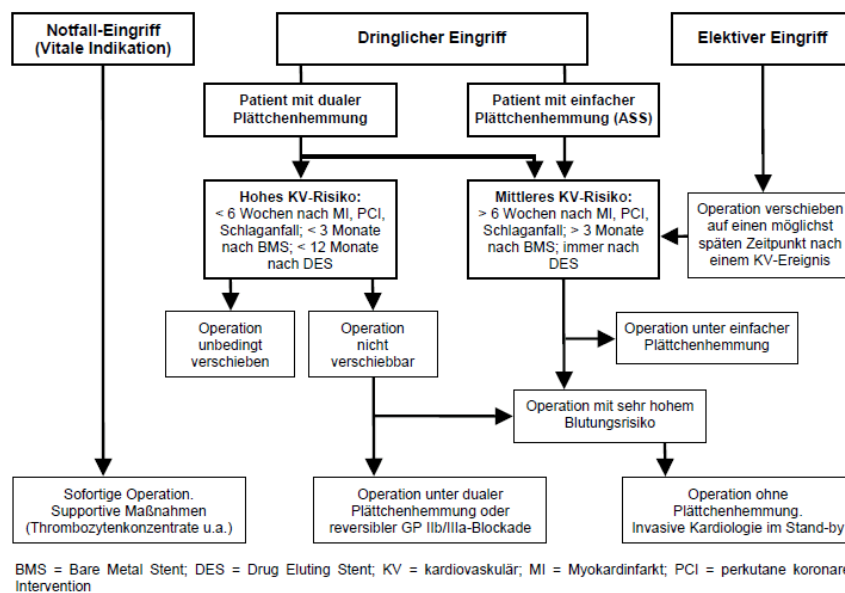 Notfall-Eingriff
(Vitale Indikation)
Dringlicher Eingriff
Elektiver Eingriff
Patient mit dualer
Plättchenhemmung
Patient mit einfacher
Plättchenhemmung (ASS)
Hohes KV-Risiko:
< 6 Wochen nach MI, PCI,
Schlaganfall; < 3 Monate
nach BMS; < 12 Monate
nach DES
Mittleres KV-Risiko:
> 6 Wochen nach MI, PCI,
Schlaganfall; > 3 Monate
nach BMS; immer nach
DES
Operation verschieben
auf einen möglichst
späten Zeitpunkt nach
einem KV-Ereignis
Operation
unbedingt
verschieben
Operation
nicht
verschiebbar
Operation unter einfacher
Plättchenhemmung
Operation mit sehr hohem
Blutungsrisiko
Sofortige Operation.
Supportive Maßnahmen
(Thrombozytenkonzentrate u.a.)
Operation unter dualer
Plättchenhemmung oder
reversibler GP IIb/IIIa-Blockade
Operation ohne
Plättchenhemmung.
Invasive Kardiologie im Stand-by
BMS = Bare Metal Stent; DES = Drug Eluting Stent; KV = kardiovaskulär; MI = Myokardinfarkt; PCI = perkutane koronare
Intervention